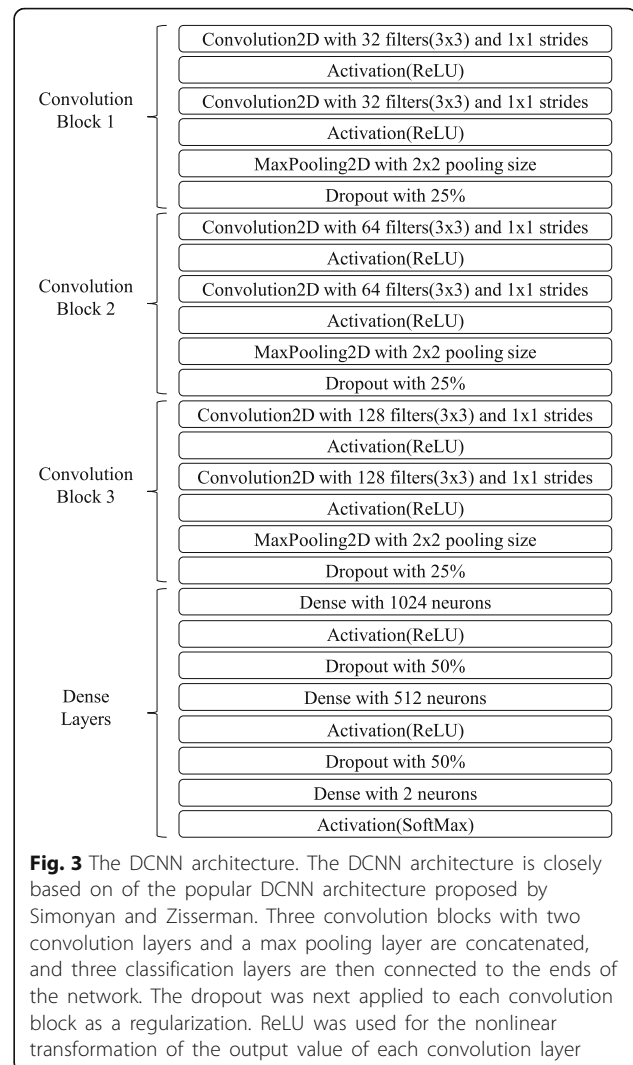 Convolution2D with 32 filters(3x3) and 1x1 strides
Activation(ReLU)
Convolution
Block 1
Convolution2D with 32 filters(3x3) and 1x1 strides
Activation(ReLU)
MaxPooling2D with 2x2 pooling size
Dropout with 25%
Convolution2D with 64 filters(3x3) and 1x1 strides
Activation(ReLU)
Convolution
Block 2
Convolution2D with 64 filters(3x3) and 1x1 strides
Activation(ReLU)
MaxPooling2D with 2x2 pooling size
Dropout with 25%
Convolution2D with 128 filters(3x3) and 1x1 strides
Activation(ReLU)
Convolution
Block 3
Convolution2D with 128 filters(3x3) and 1x1 strides
Activation(ReLU)
MaxPooling2D with 2x2 pooling size
Dropout with 25%
Dense with 1024 neurons
Activation(ReLU)
Dropout with 50%
Dense
Layers
Dense with 512 neurons
Activation(ReLU)
Dropout with 50%
Dense with 2 neurons
Activation(SoftMax)
Fig. 3 The DCNN architecture. The DCNN architecture is closely
based on of the popular DCNN architecture proposed by
Simonyan and Zisserman. Three convolution blocks with two
convolution layers and a max pooling layer are concatenated,
and three classification layers are then connected to the ends of
the network. The dropout was next applied to each convolution
block as a regularization. ReLU was used for the nonlinear
transformation of the output value of each convolution layer